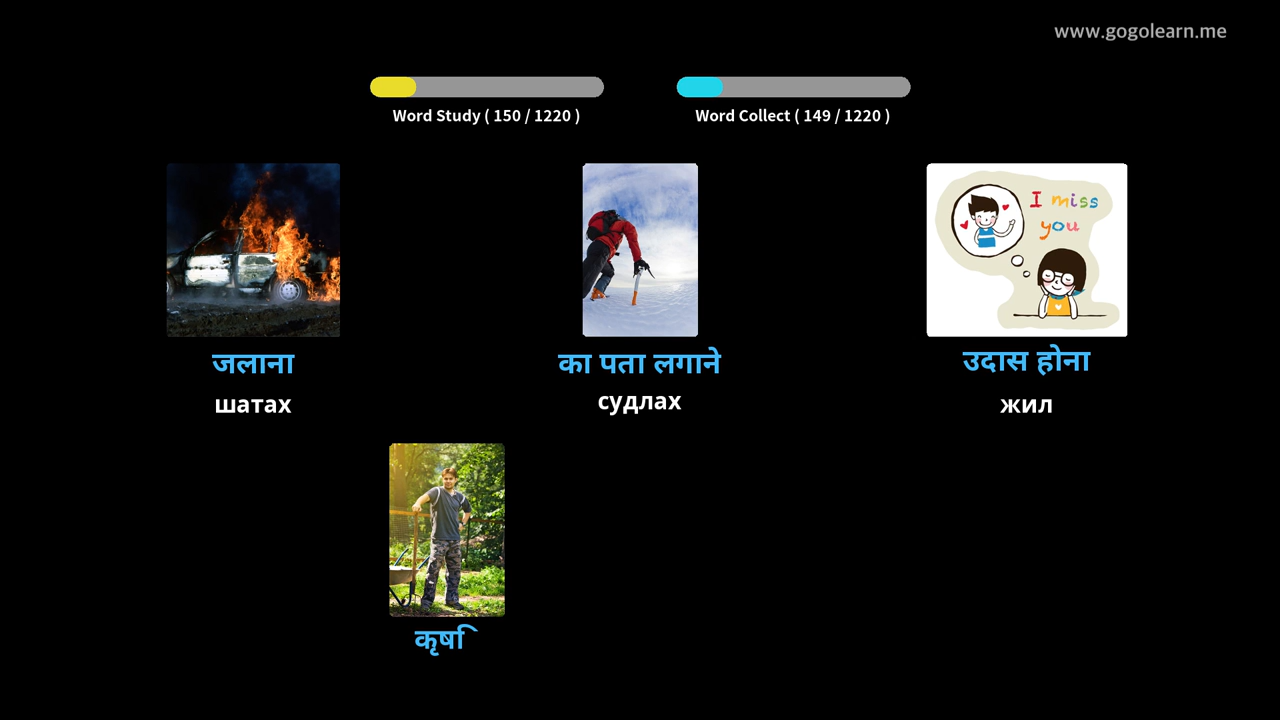 www.gogolearn.me
Word Study ( 150 / 1220 )
Word Collect ( 149 / 1220 )
I miss
you
जलाना
का पता लगाने
उदास होना
шатах
судлах
жил
कृषि